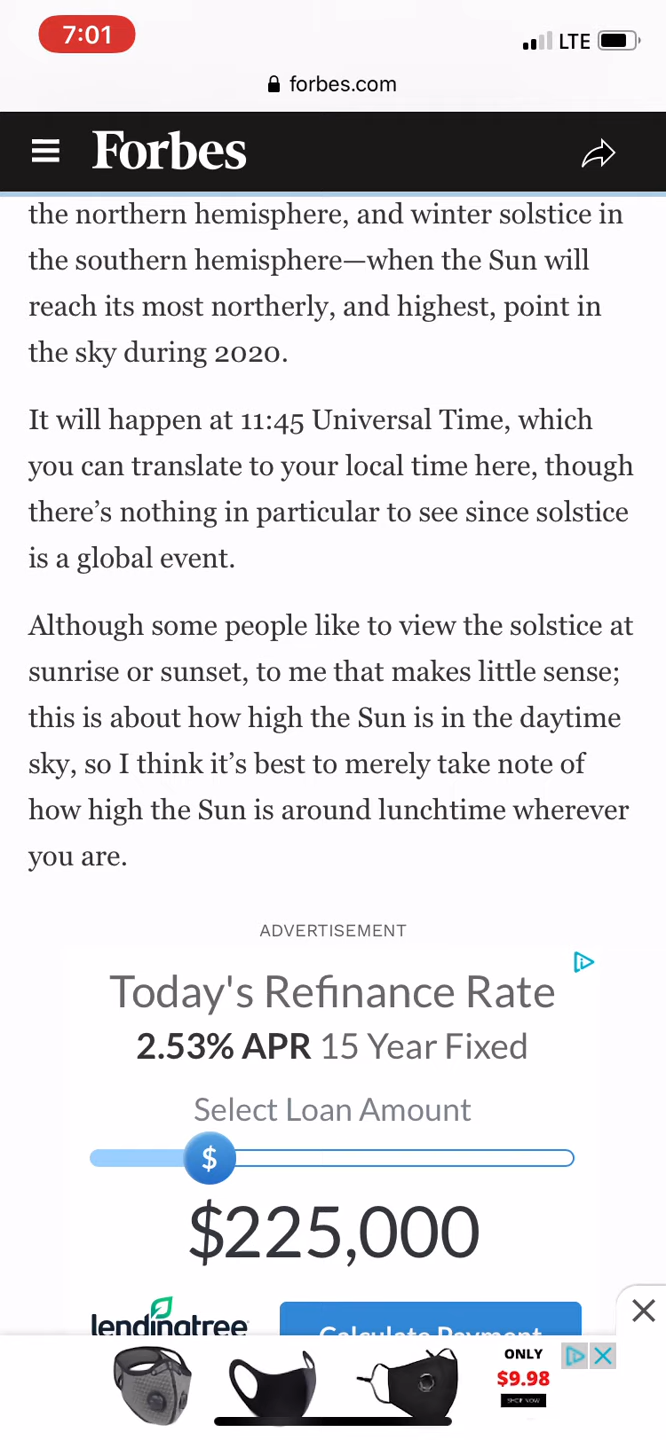 7:01
LTE
forbes.com
Forbes
the northern hemisphere, and winter solstice in
the southern hemisphere—when the Sun will
reach its most northerly, and highest, point in
the sky during 2020.
It will happen at 11:45 Universal Time, which
you can translate to your local time here, though
there's nothing in particular to see since solstice
is a global event.
Although some people like to view the solstice at
sunrise or sunset, to me that makes little sense;
this is about how high the Sun is in the daytime
sky, so I think it's best to merely take note of
how high the Sun is around lunchtime wherever
you are.
ADVERTISEMENT
Today's Refinance Rate
2.53% APR 15 Year Fixed
Select Loan Amount
$
$225,000
lendingtree
Calculate Payment
ONLY
$9.98
SHOP NOW